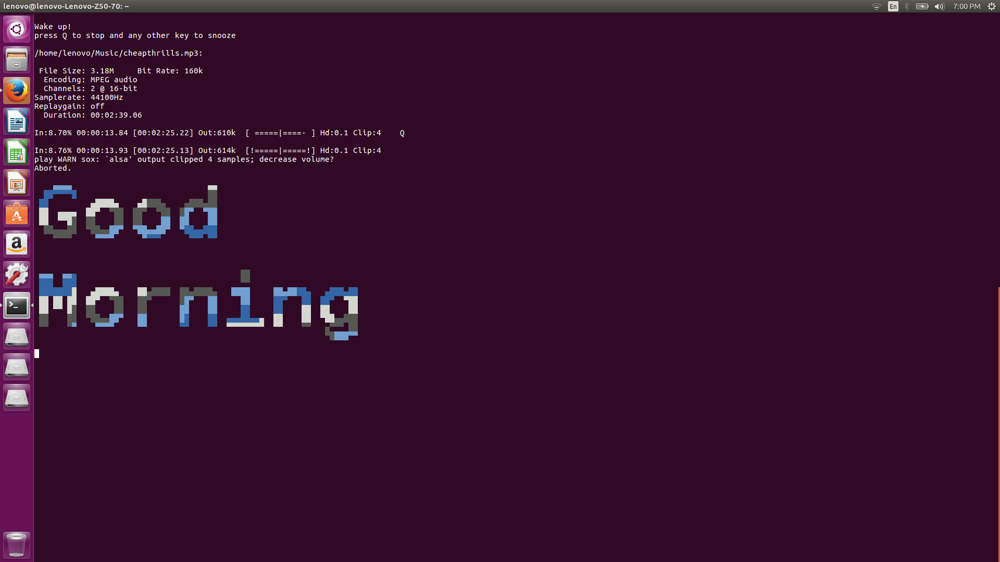 lenovo@lenovo-Lenovo-Z50-70: ~
En
7:00 PM
Wake up!
press Q to stop and any other key to snooze
/home/lenovo/Music/cheapthrills.mp3:
File Size: 3.18M     Bit Rate: 160k
Encoding: MPEG audio
Channels: 2 @ 16-bit
Samplerate: 44100Hz
Replaygain: off
Duration: 00:02:39.06
In:8.70% 00:00:13.84 [00:02:25.22] Out:610k  [ =====|====- ] Hd:0.1 Clip:4    Q
In:8.76% 00:00:13.93 [00:02:25.13] Out:614k  [!=====|=====!] Hd:0.1 Clip:4
play WARN sox: `alsa' output clipped 4 samples; decrease volume?
Aborted.
Good
Morning
a
>_